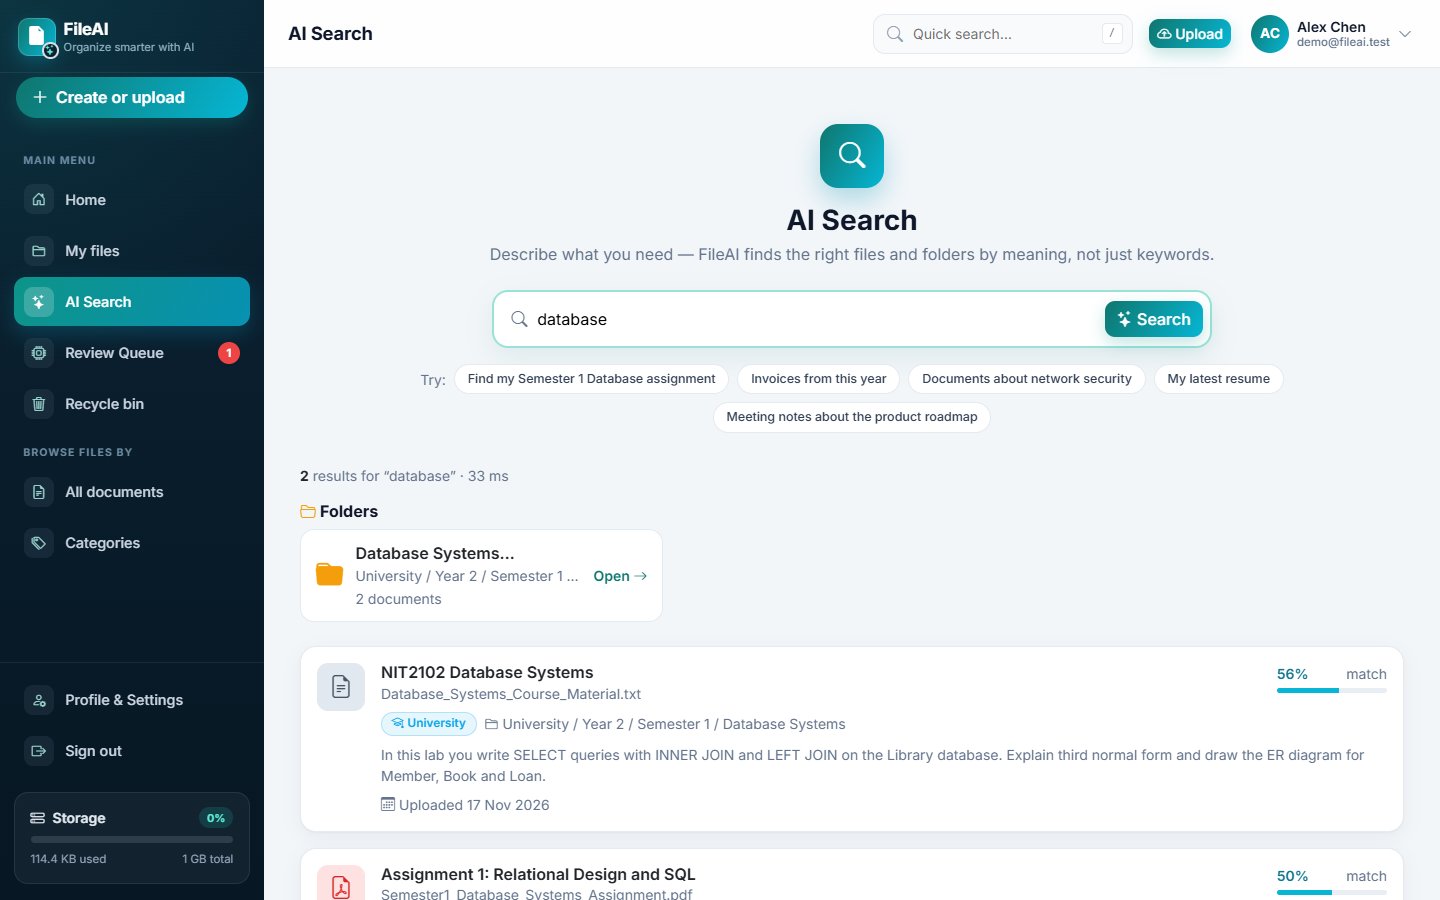 FileAI
Organize smarter with AI
Create or upload
MAIN MENU
Home
My files
AI Search
Review Queue
1
Recycle bin
BROWSE FILES BY
All documents
Categories
Profile & Settings
Sign out
Storage
0%
114.4 KB used
1 GB total
AI Search
Quick search...
/
Upload
AC
Alex Chen
demo@fileai.test
AI Search
Describe what you need — FileAI finds the right files and folders by meaning, not just keywords.
database
Search
Try:
Find my Semester 1 Database assignment
Invoices from this year
Documents about network security
My latest resume
Meeting notes about the product roadmap
2 results for “database” · 33 ms
Folders
Database Systems...
University / Year 2 / Semester 1 ...
Open →
2 documents
NIT2102 Database Systems
56% match
Database_Systems_Course_Material.txt
University
University / Year 2 / Semester 1 / Database Systems
In this lab you write SELECT queries with INNER JOIN and LEFT JOIN on the Library database. Explain third normal form and draw the ER diagram for
Member, Book and Loan.
Uploaded 17 Nov 2026
Assignment 1: Relational Design and SQL
50% match
Semester1_Database_Systems_Assignment.pdf